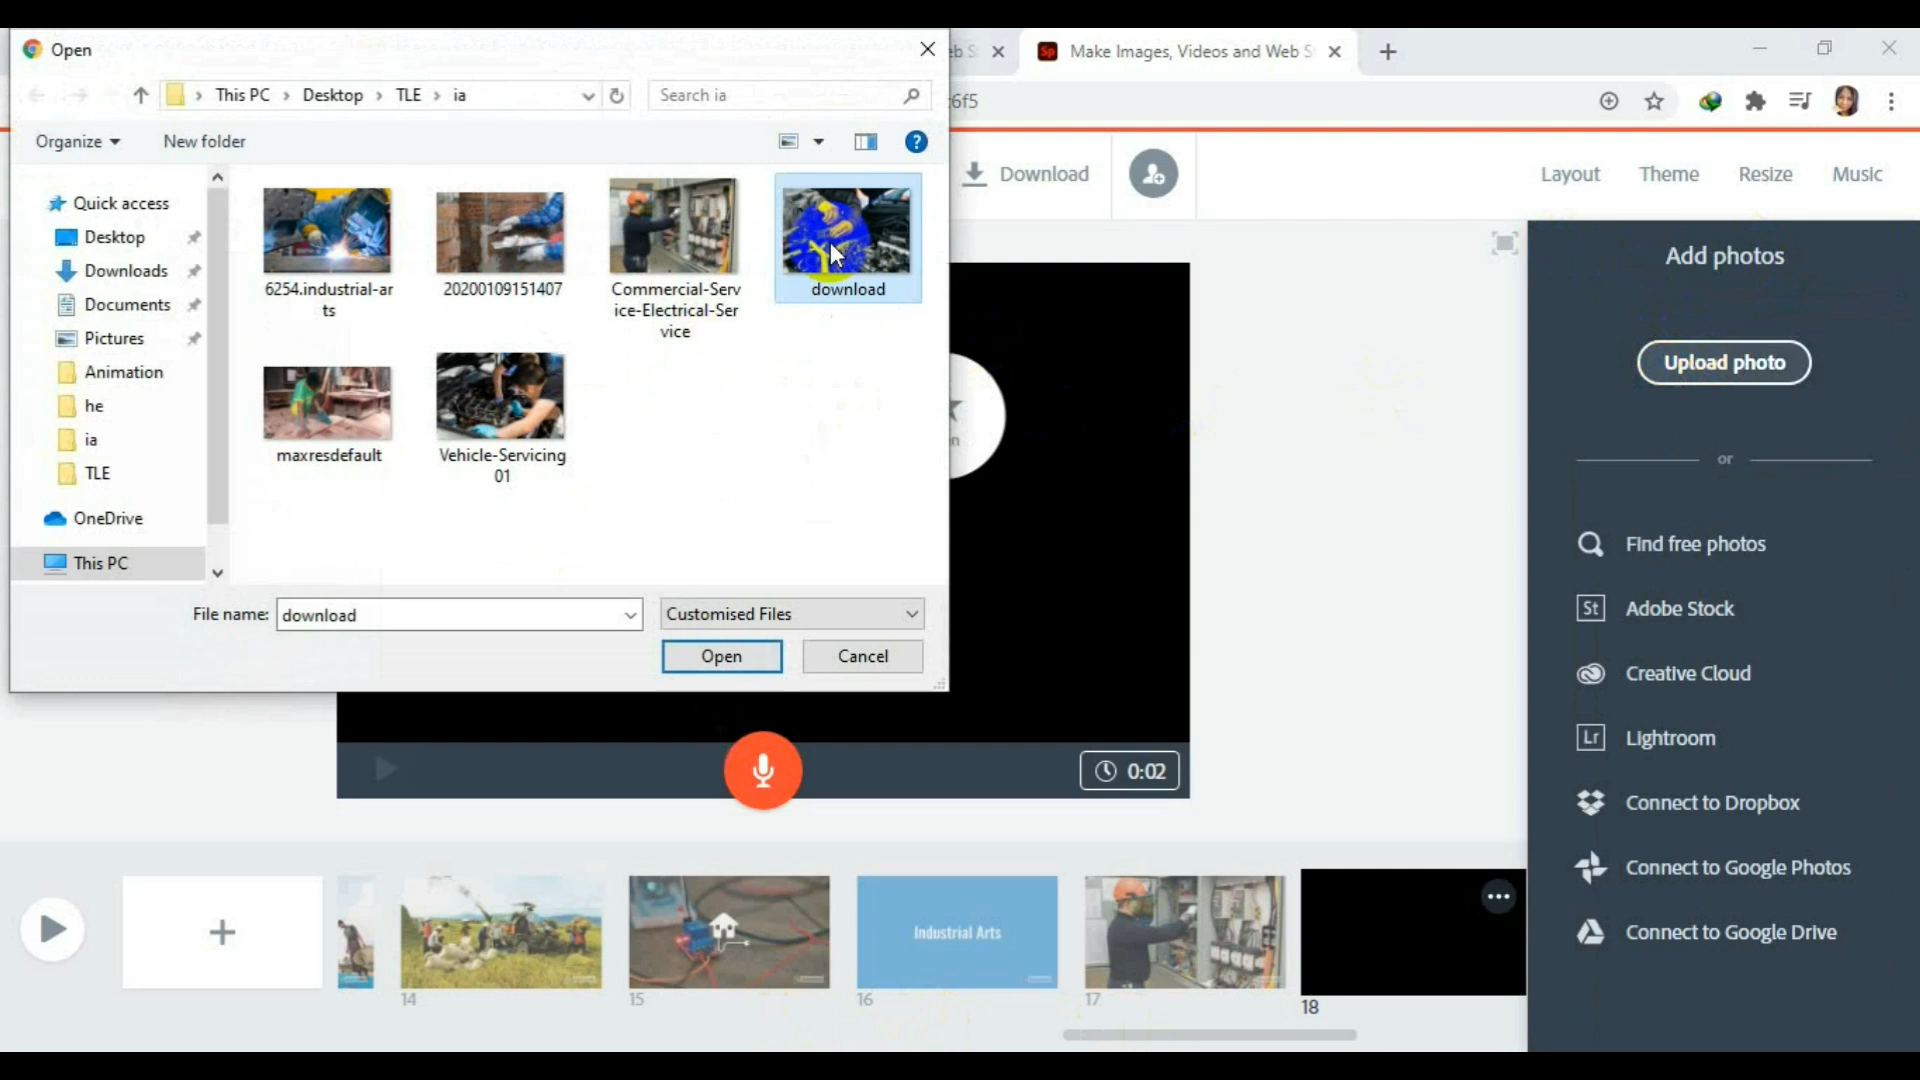 Open
eb S
Make Images, Videos and Web S
This PC
Desktop
TLE
ia
Search ia
6f5
Organize
New folder
Download
Layout
Theme
Resize
Music
Quick access
Desktop
Downloads
Documents
Pictures
Animation
he
ia
TLE
OneDrive
This PC
6254.industrial-ar
ts
20200109151407
Commercial-Serv
ice-Electrical-Ser
vice
download
maxresdefault
Vehicle-Servicing
01
File name:
download
Customised Files
Open
Cancel
n
0:02
Add photos
Upload photo
or
Find free photos
St
Adobe Stock
Creative Cloud
Lr
Lightroom
Connect to Dropbox
Connect to Google Photos
Connect to Google Drive
Industrial Arts
14
15
16
17
18